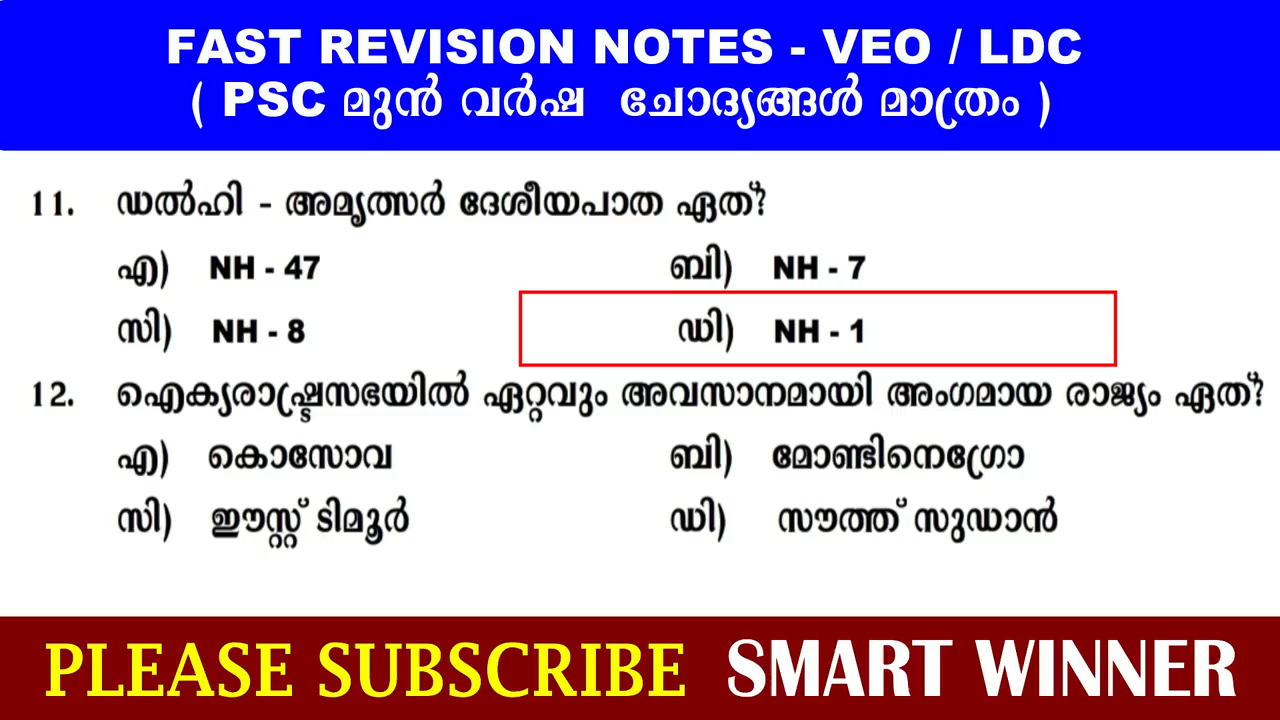 FAST REVISION NOTES - VEO / LDC
( PSC മുൻ വർഷ ചോദ്യങ്ങൾ മാത്രം )
11. ഡൽഹി - അമൃത്സർ ദേശീയപാത ഏത്?
എ) NH - 47 ബി) NH - 7
സി) NH - 8 ഡി) NH - 1
12. ഐക്യരാഷ്ട്രസഭയിൽ ഏറ്റവും അവസാനമായി അംഗമായ രാജ്യം ഏത്?
എ) കൊസോവ ബി) മോണ്ടിനെഗ്രോ
സി) ഈസ്റ്റ് ടിമൂർ ഡി) സൗത്ത് സുഡാൻ
PLEASE SUBSCRIBE SMART WINNER